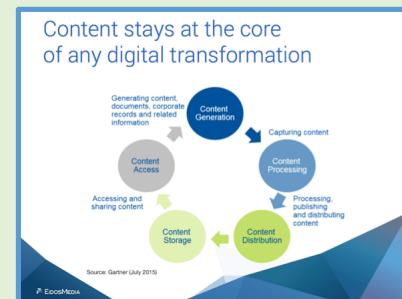 Content stays at the core
of any digital transformation
Generating content,
documents, corporate
records and related
information
Content
Generation
Capturing content
Content
Processing
Processing,
publishing
and distributing
content
Content
Distribution
Content
Storage
Accessing and
sharing content
Content
Access
Source: Gartner (July 2015)
EIDOSMEDIA